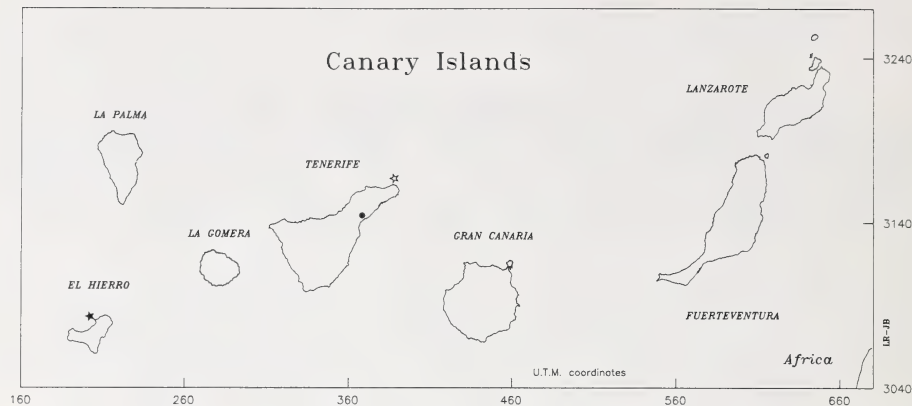 Canary Islands
3240
LANZAROTE
LA PALMA
TENERIFE
3140
LA GOMERA
GRAN CANARIA
EL HIERRO
FUERTEVENTURA
LR-JB
Africa
U.T.M. coordinates
3040
160 260 360 460 560 660